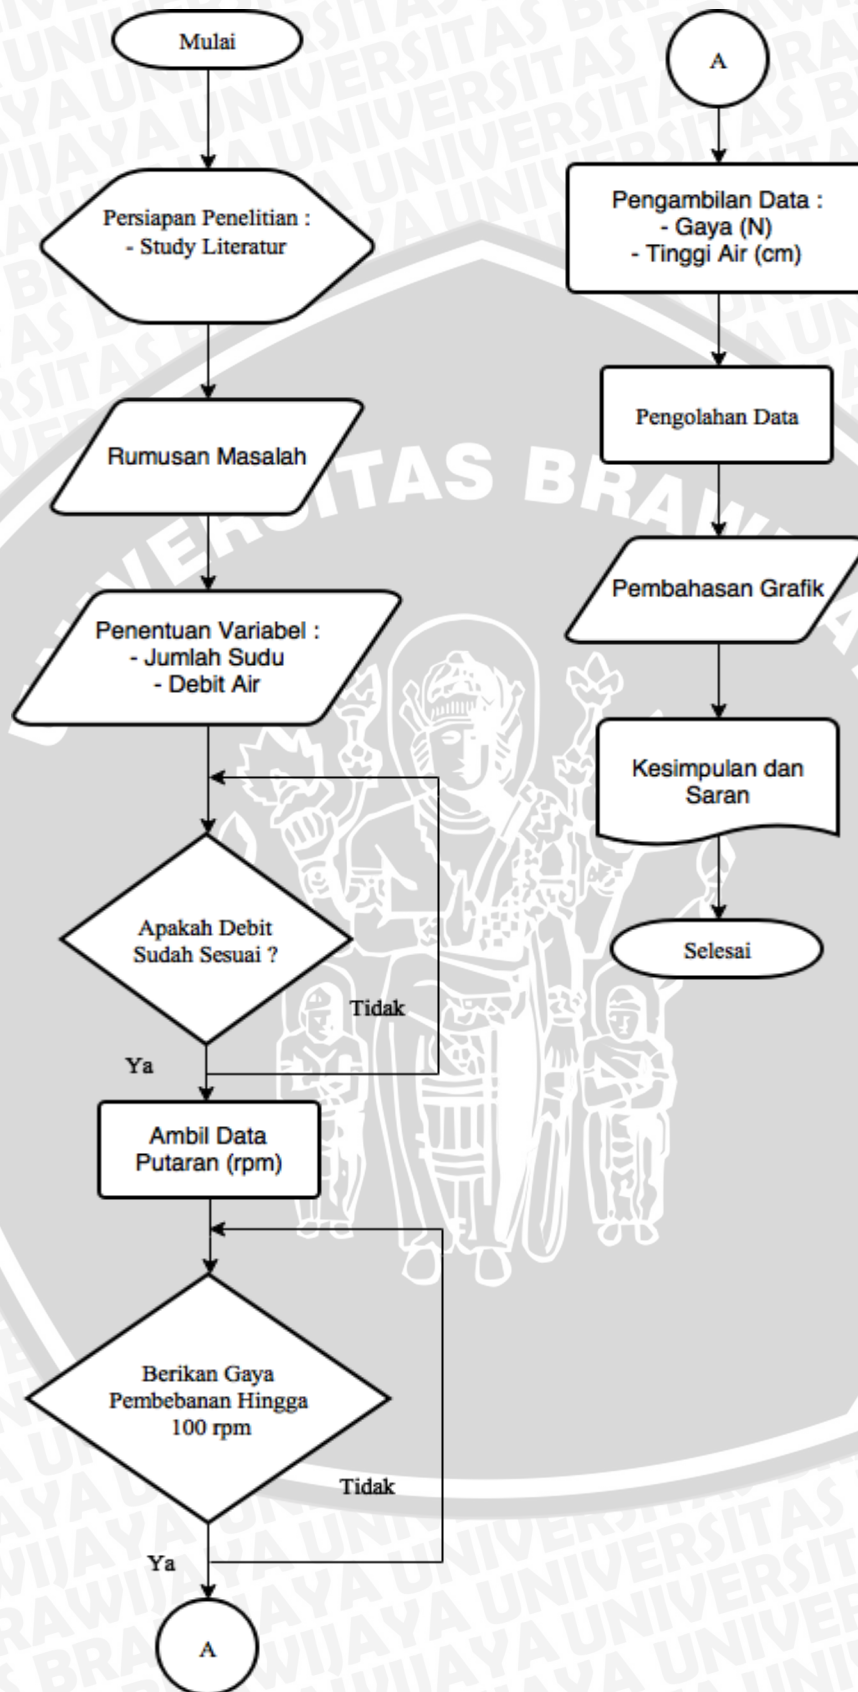 Mulai
Persiapan Penelitian :
- Study Literatur
Rumusan Masalah
Penentuan Variabel :
- Jumlah Sudu
- Debit Air
Apakah Debit
Sudah Sesuai ?
Tidak
Ya
Ambil Data
Putaran (rpm)
Berikan Gaya
Pembebanan Hingga
100 rpm
Tidak
Ya
A
A
Pengambilan Data :
- Gaya (N)
- Tinggi Air (cm)
Pengolahan Data
Pembahasan Grafik
Kesimpulan dan
Saran
Selesai
UNIVERSITAS BRAWIJAYA